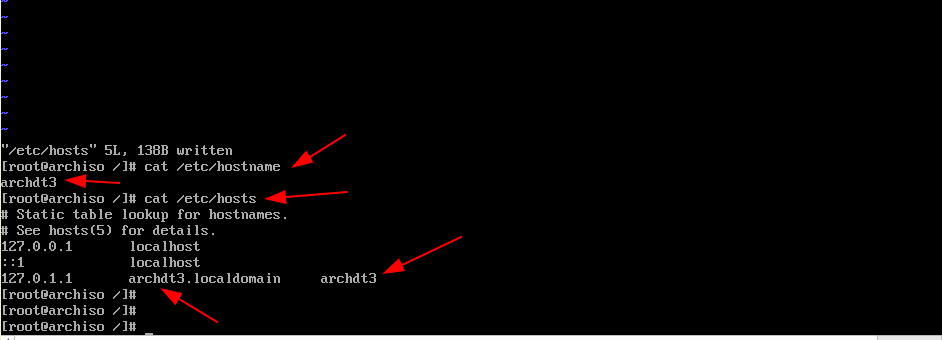 ~
~
~
~
~
~
~
~
"/etc/hosts" 5L, 138B written
[root@archiso /]# cat /etc/hostname
archdt3
[root@archiso /]# cat /etc/hosts
# Static table lookup for hostnames.
# See hosts(5) for details.
127.0.0.1       localhost
::1             localhost
127.0.1.1       archdt3.localdomain     archdt3
[root@archiso /]#
[root@archiso /]#
[root@archiso /]# _